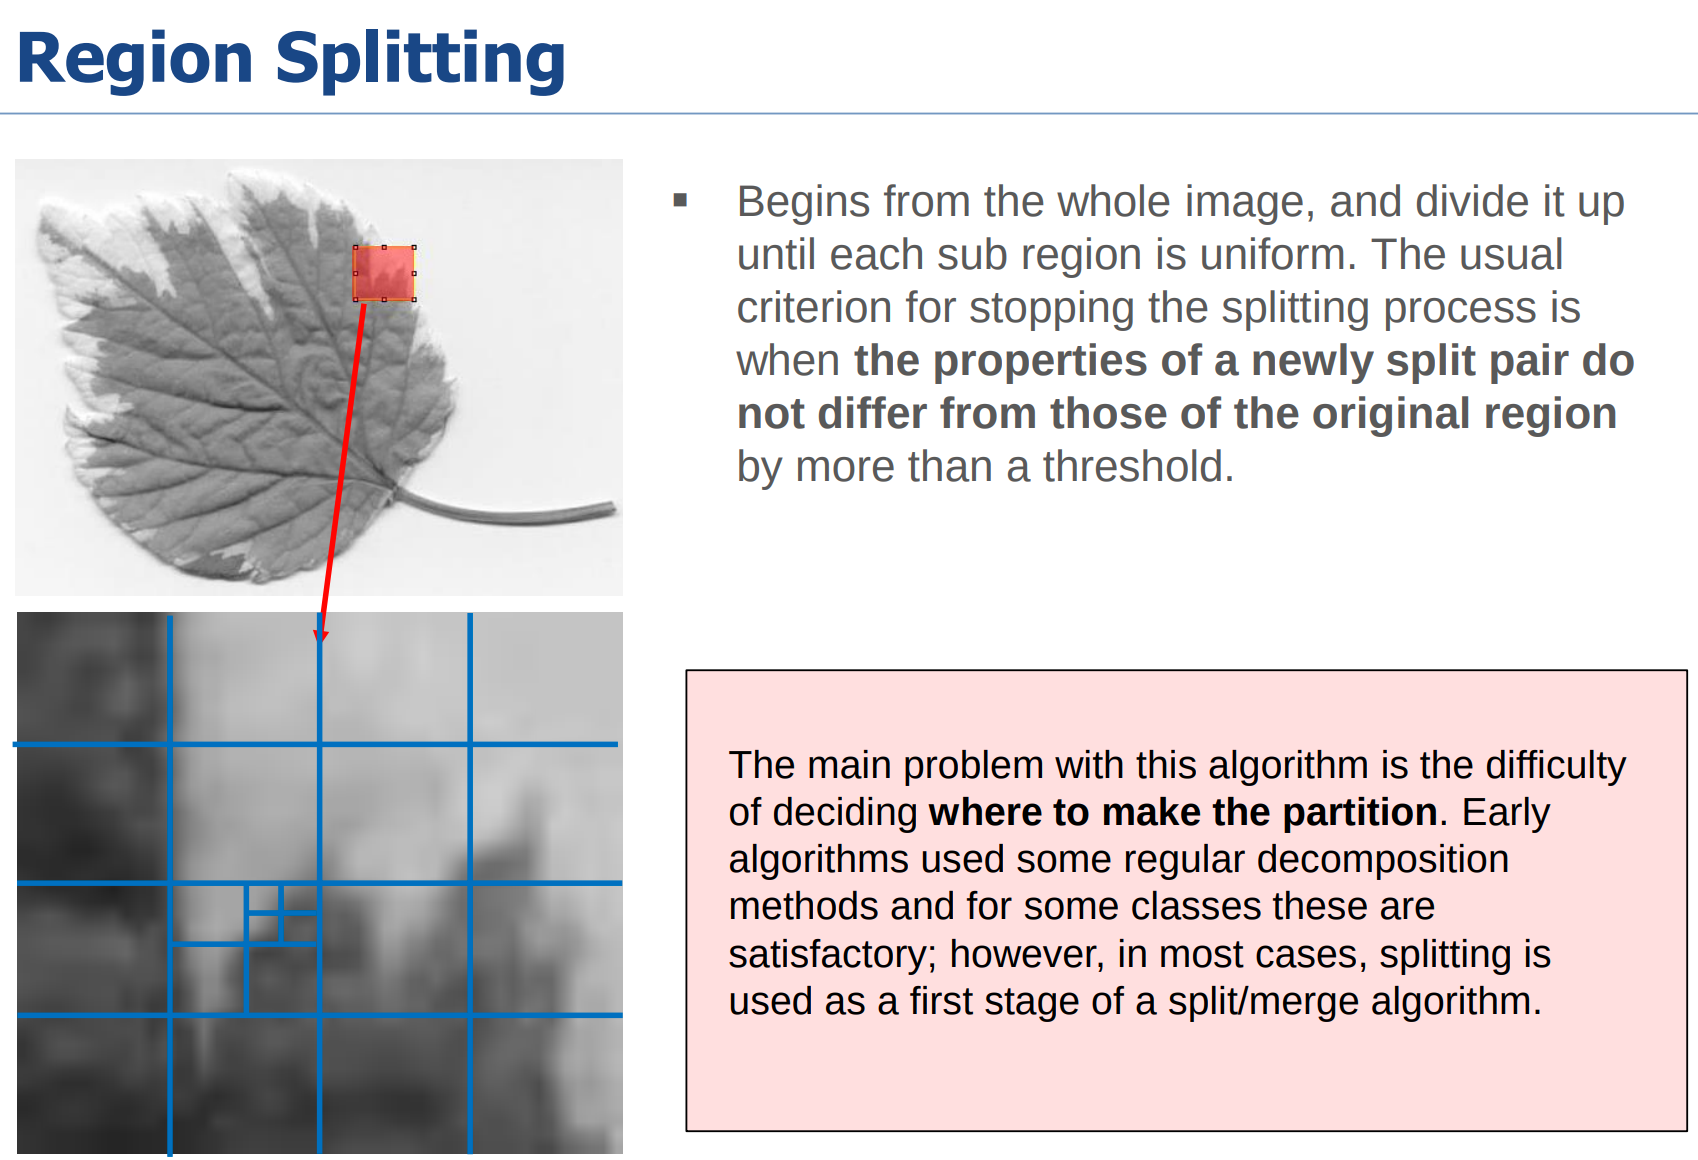 Region Splitting
▪ Begins from the whole image, and divide it up
until each sub region is uniform. The usual
criterion for stopping the splitting process is
when the properties of a newly split pair do
not differ from those of the original region
by more than a threshold.
The main problem with this algorithm is the difficulty
of deciding where to make the partition. Early
algorithms used some regular decomposition
methods and for some classes these are
satisfactory; however, in most cases, splitting is
used as a first stage of a split/merge algorithm.